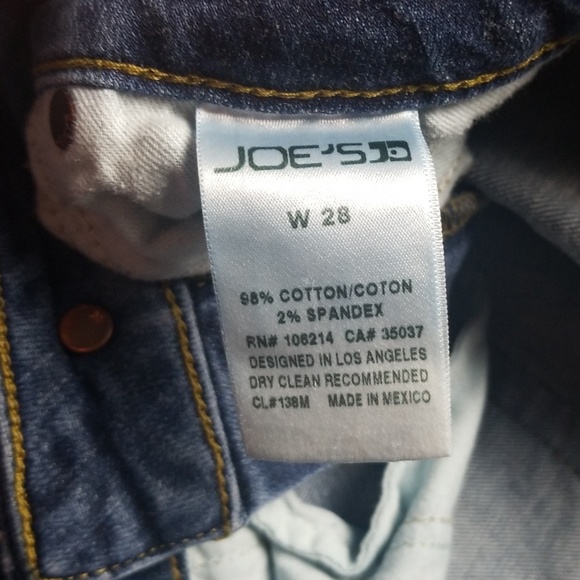 JOE'S
W 28
98% COTTON/COTON
2% SPANDEX
RN# 106214 CA# 35037
DESIGNED IN LOS ANGELES
DRY CLEAN RECOMMENDED
CL#138M MADE IN MEXICO